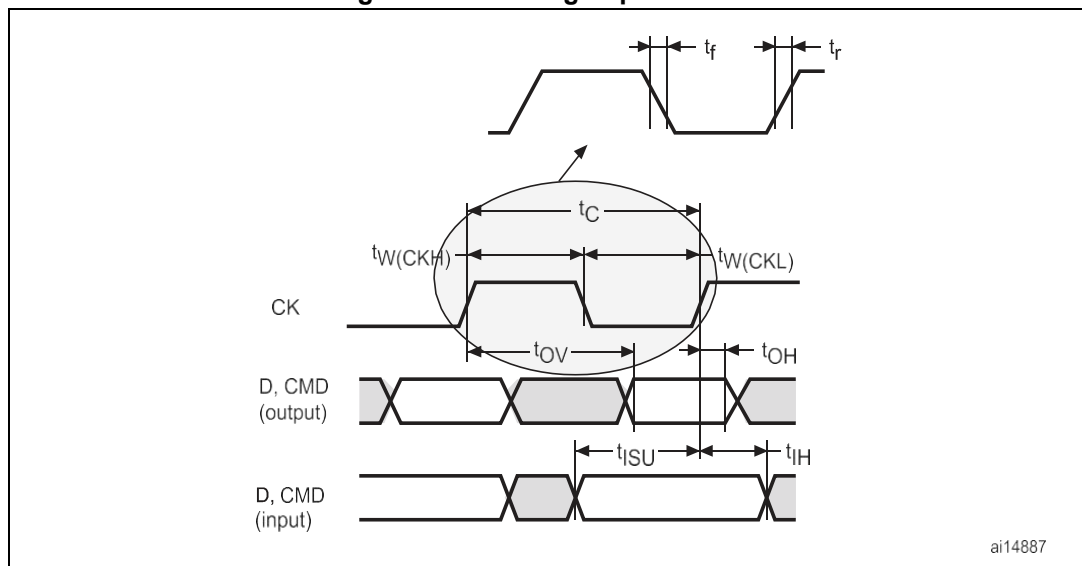 tf
tr
tC
tW(CKH)
tW(CKL)
CK
tOV
tOH
D, CMD
(output)
tISU
tIH
D, CMD
(input)
ai14887